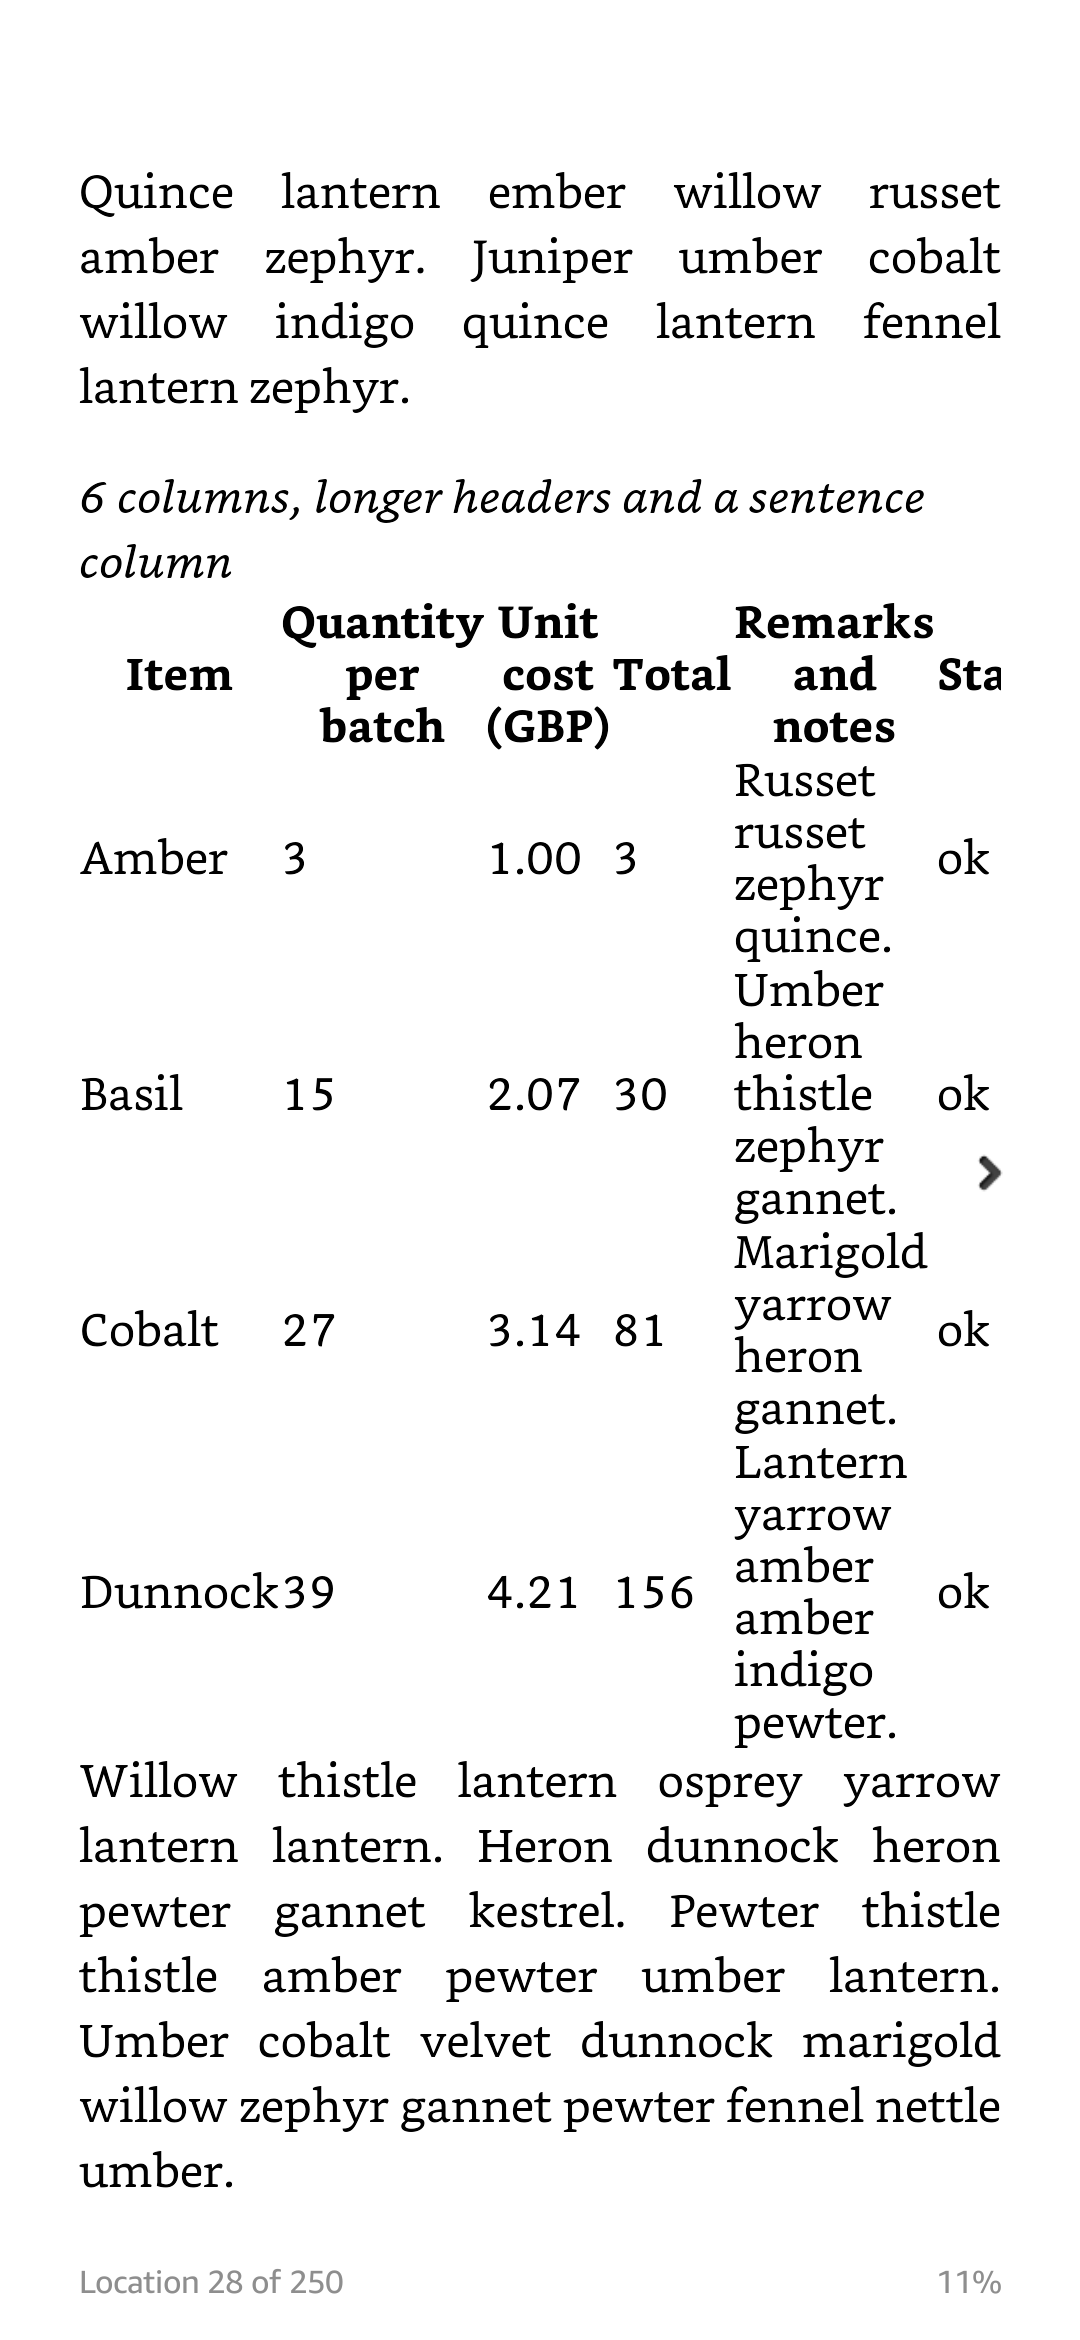 Quince lantern ember willow russet
amber zephyr. Juniper umber cobalt
willow indigo quince lantern fennel
lantern zephyr.
6 columns, longer headers and a sentence
column
Quantity Unit Remarks
Item per cost Total and Sta
batch (GBP) notes
Russet
russet
Amber 3 1.00 3 ok
zephyr
quince.
Umber
heron
Basil 15 2.07 30 thistle ok
zephyr
gannet.
Marigold
yarrow
Cobalt 27 3.14 81 ok
heron
gannet.
Lantern
yarrow
amber
Dunnock 39 4.21 156 ok
amber
indigo
pewter.
Willow thistle lantern osprey yarrow
lantern lantern. Heron dunnock heron
pewter gannet kestrel. Pewter thistle
thistle amber pewter umber lantern.
Umber cobalt velvet dunnock marigold
willow zephyr gannet pewter fennel nettle
umber.
Location 28 of 250 11%